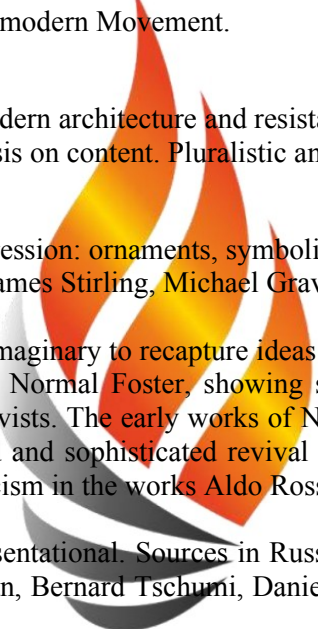 modern Movement.
dern architecture and resista
sis on content. Pluralistic an
ession: ornaments, symboli
ames Stirling, Michael Grav
maginary to recapture ideas
Normal Foster, showing s
vists. The early works of N
and sophisticated revival
cism in the works Aldo Ross
sentational. Sources in Russ
n, Bernard Tschumi, Danie